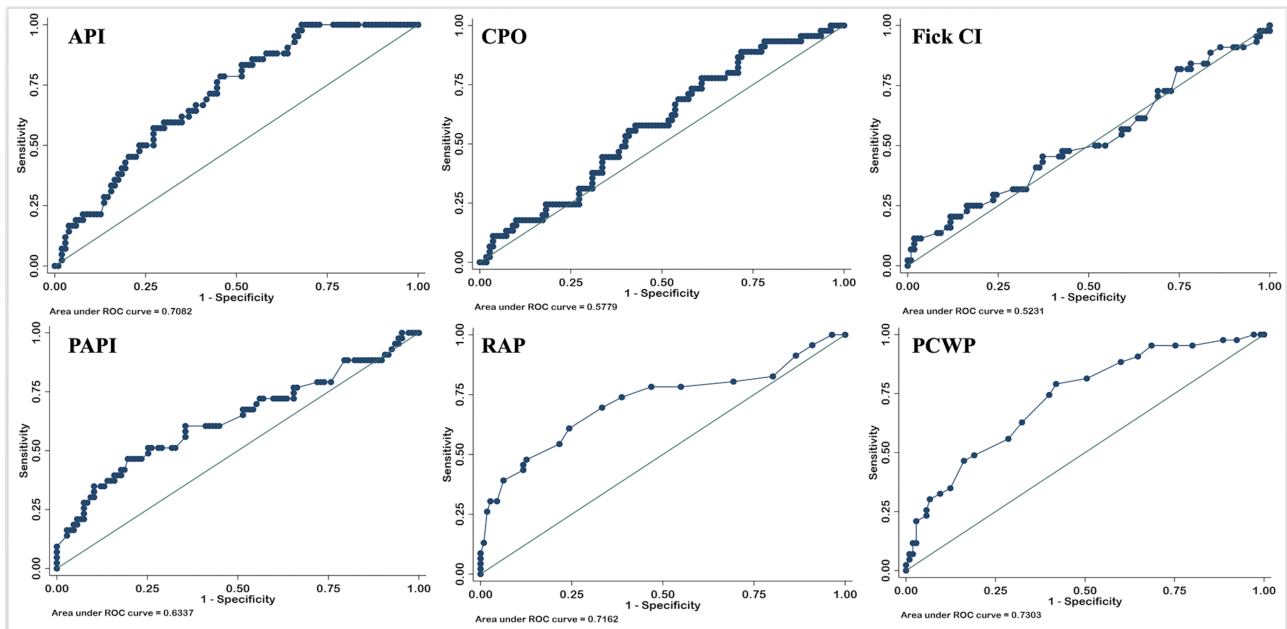 API
Sensitivity
0.00 0.25 0.50 0.75 1.00
0.00 0.25 0.50 0.75 1.00
1 - Specificity
Area under ROC curve = 0.7082
CPO
Sensitivity
0.00 0.25 0.50 0.75 1.00
0.00 0.25 0.50 0.75 1.00
1 - Specificity
Area under ROC curve = 0.5779
Fick CI
Sensitivity
0.00 0.25 0.50 0.75 1.00
0.00 0.25 0.50 0.75 1.00
1 - Specificity
Area under ROC curve = 0.5231
PAPI
Sensitivity
0.00 0.25 0.50 0.75 1.00
0.00 0.25 0.50 0.75 1.00
1 - Specificity
Area under ROC curve = 0.6337
RAP
Sensitivity
0.00 0.25 0.50 0.75 1.00
0.00 0.25 0.50 0.75 1.00
1 - Specificity
Area under ROC curve = 0.7162
PCWP
Sensitivity
0.00 0.25 0.50 0.75 1.00
0.00 0.25 0.50 0.75 1.00
1 - Specificity
Area under ROC curve = 0.7303